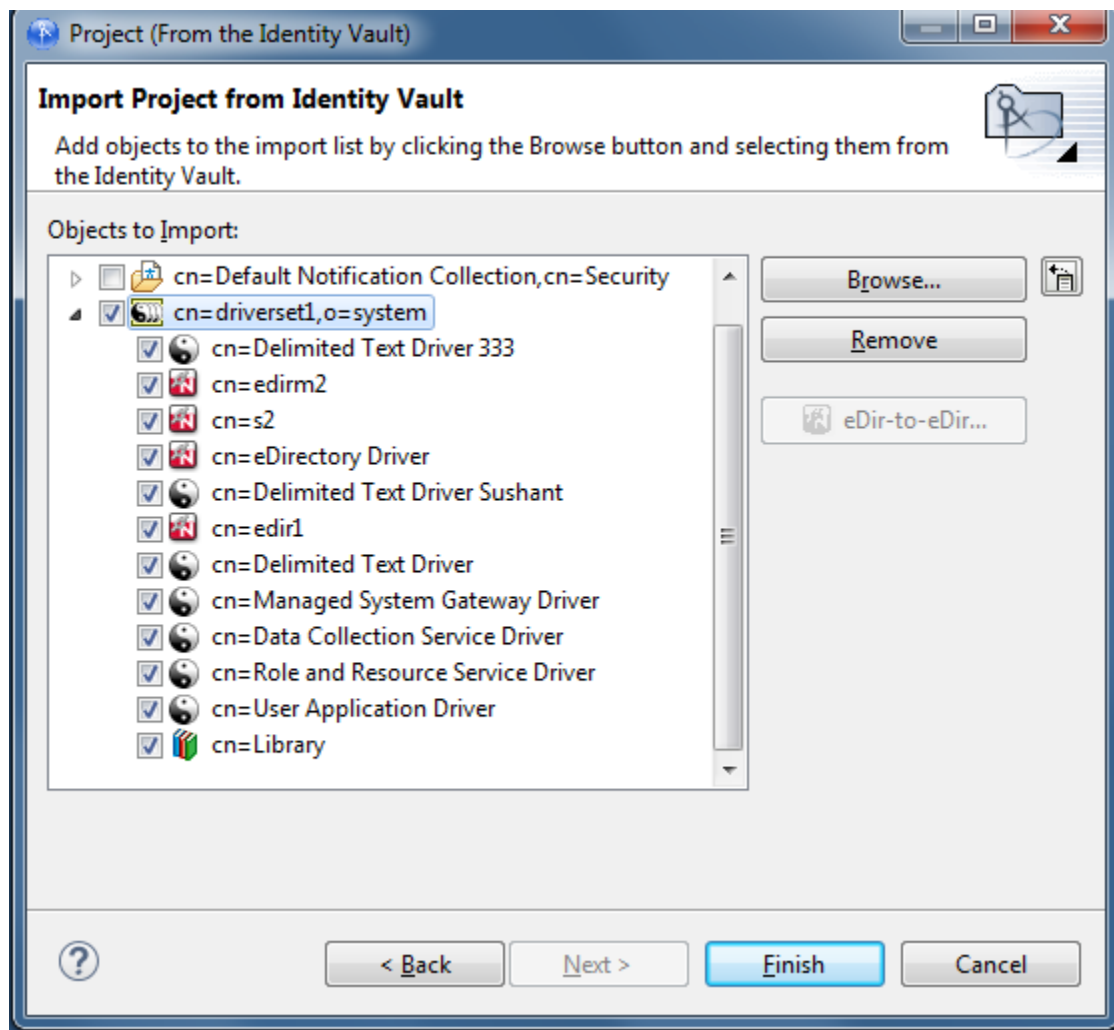 Project (From the Identity Vault)
Import Project from Identity Vault
Add objects to the import list by clicking the Browse button and selecting them from
the Identity Vault.
Objects to Import:
cn=Default Notification Collection,cn=Security
cn=driverset1,o=system
cn=Delimited Text Driver 333
cn=edirm2
cn=s2
cn=eDirectory Driver
cn=Delimited Text Driver Sushant
cn=edir1
cn=Delimited Text Driver
cn=Managed System Gateway Driver
cn=Data Collection Service Driver
cn=Role and Resource Service Driver
cn=User Application Driver
cn=Library
Browse...
Remove
eDir-to-eDir...
?
< Back
Next >
Finish
Cancel